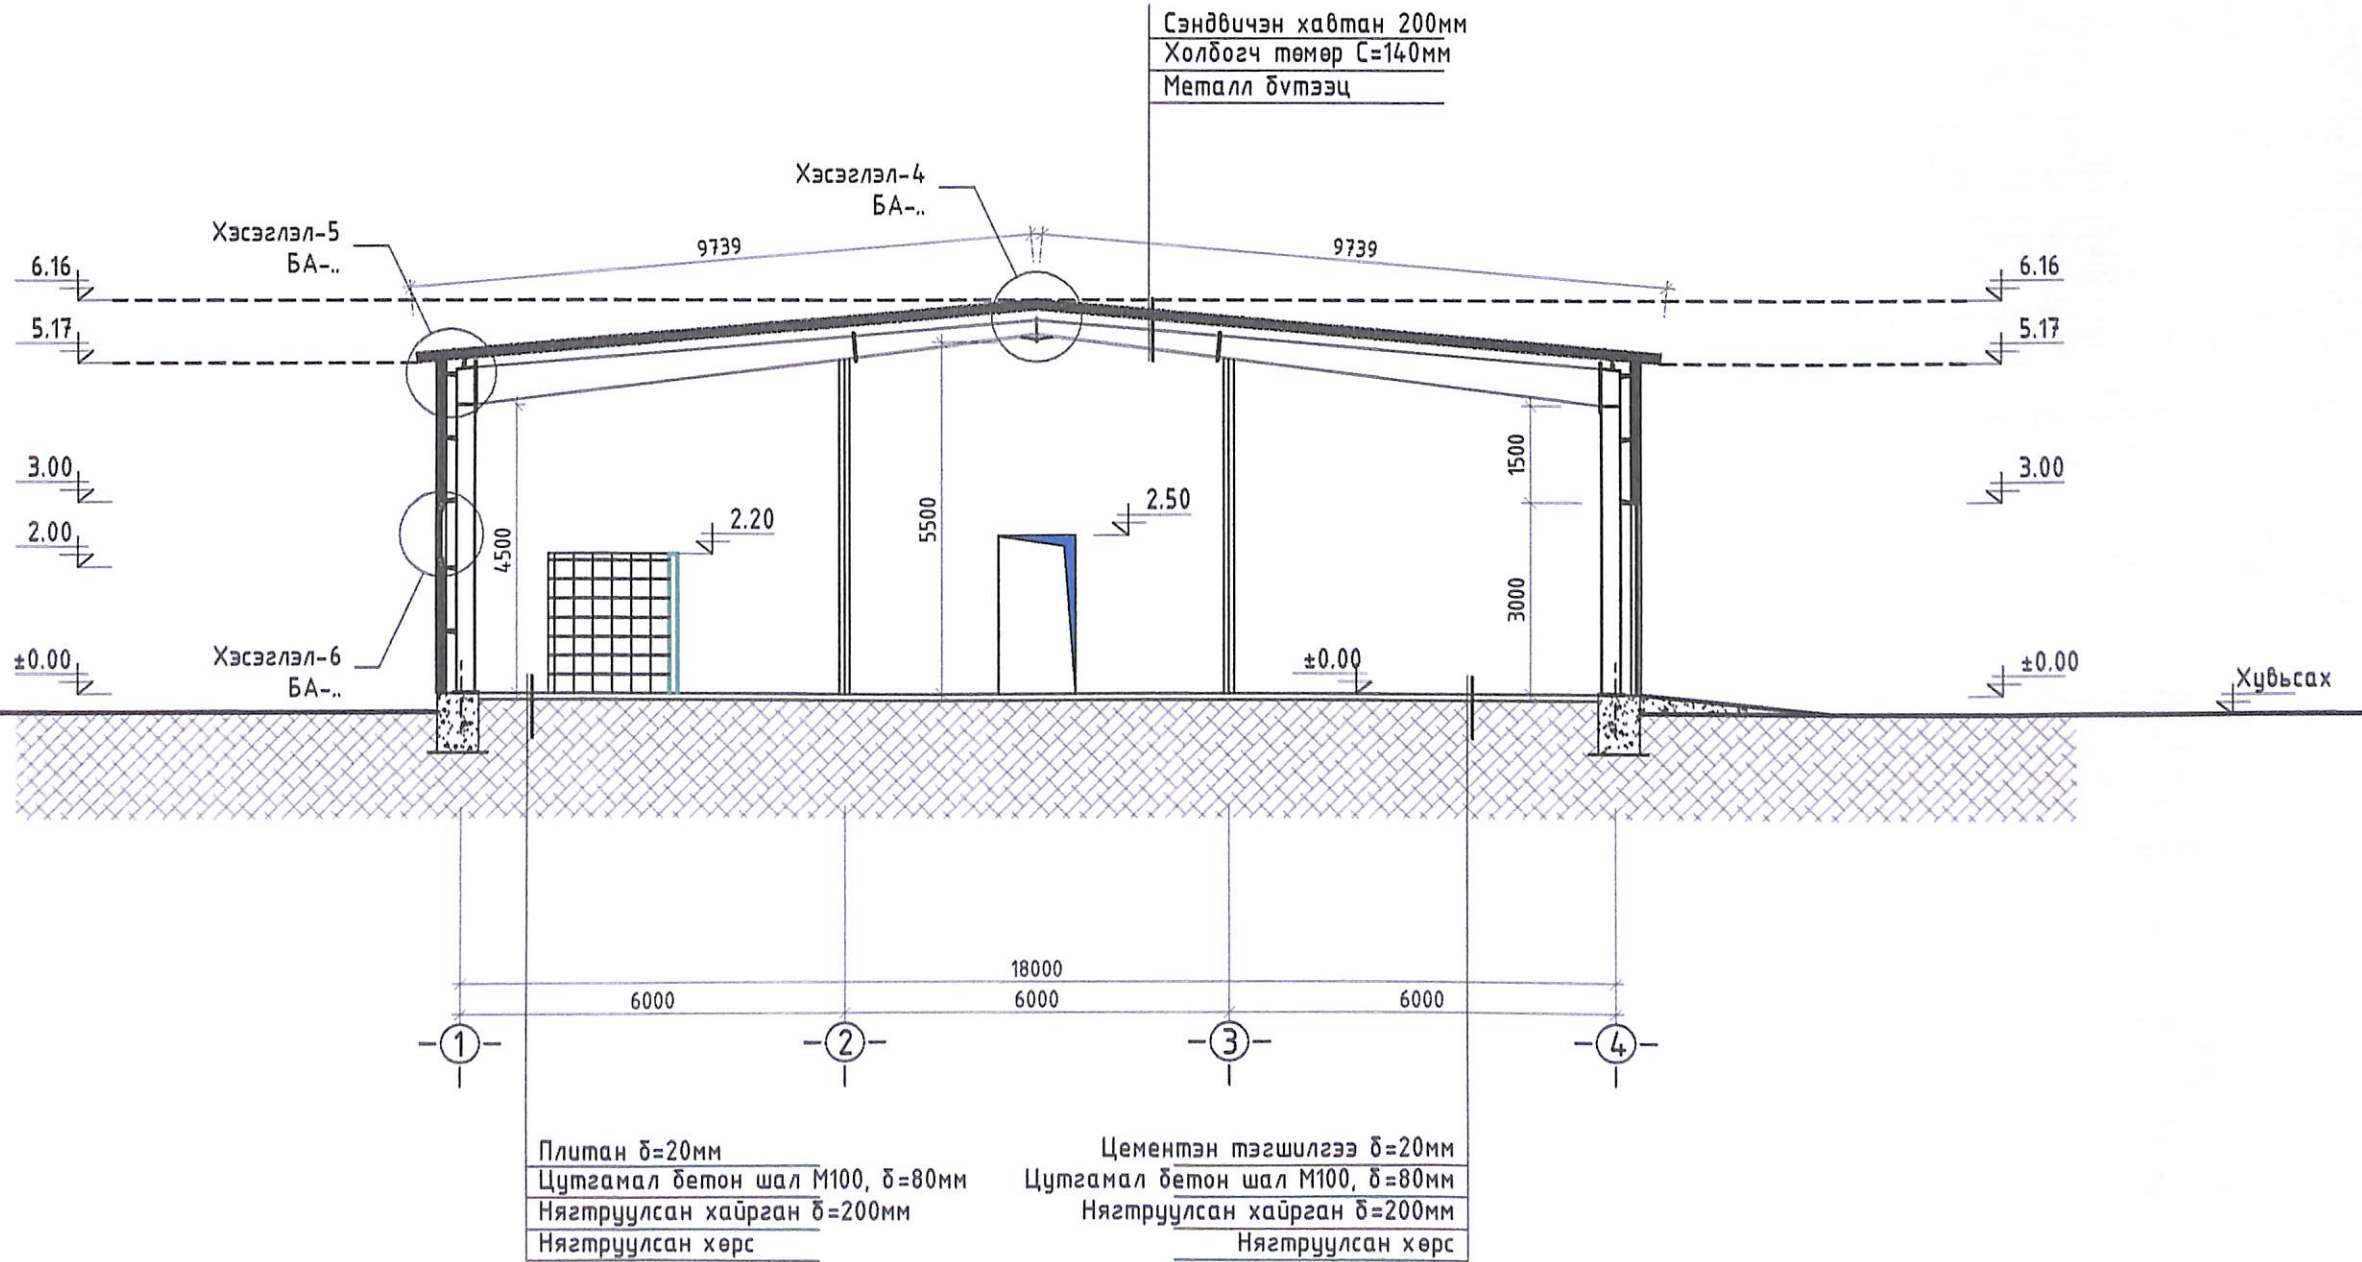 Сэндвичэн хавтан 200мм
Холбогч төмөр С=140мм
Металл бүтээц
Хэсэглэл-4
БА-..
Хэсэглэл-5
БА-..
9739
9739
6.16
6.16
5.17
5.17
3.00
3.00
2.00
1500
4500
5500
3000
2.20
2.50
Хэсэглэл-6
БА-..
±0.00
±0.00
±0.00
Хувьсах
18000
6000
6000
6000
1
2
3
4
Плитан δ=20мм
Цутгамал бетон шал М100, δ=80мм
Нягтруулсан хайрган δ=200мм
Нягтруулсан хөрс
Цементэн тэгшилгээ δ=20мм
Цутгамал бетон шал М100, δ=80мм
Нягтруулсан хайрган δ=200мм
Нягтруулсан хөрс